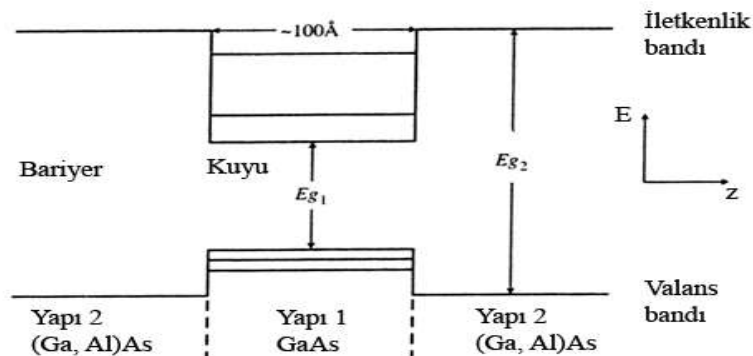 ~100Å
İletkenlik
bandı
E
z
Bariyer
Kuyu
Eg₁
Eg₂
Valans
bandı
Yapı 2
(Ga, Al)As
Yapı 1
GaAs
Yapı 2
(Ga, Al)As